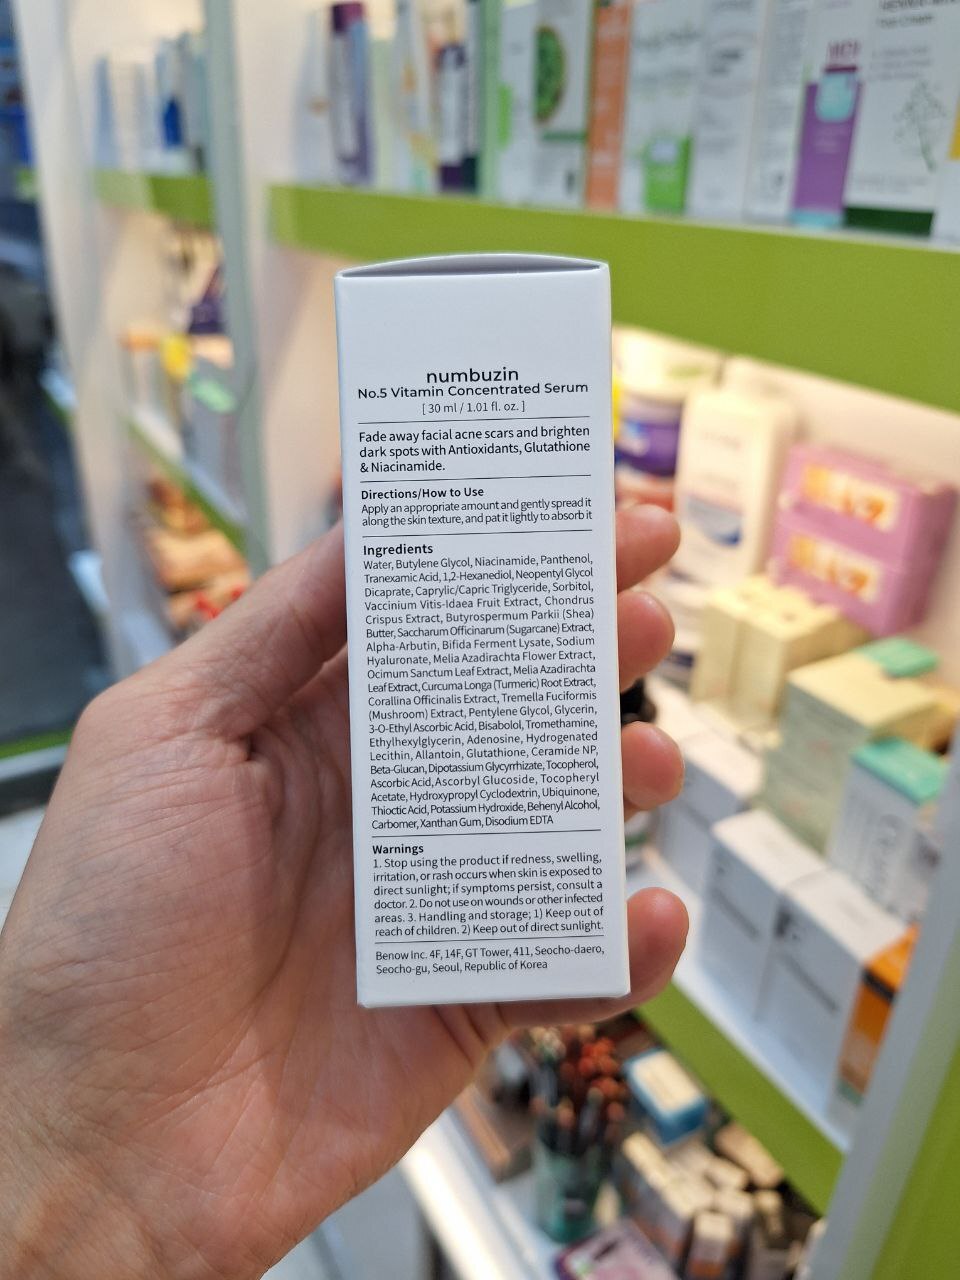 numbuzin
No.5 Vitamin Concentrated Serum
[ 30 ml / 1.01 fl. oz. ]
Fade away facial acne scars and brighten
dark spots with Antioxidants, Glutathione
& Niacinamide.
Directions/How to Use
Apply an appropriate amount and gently spread it
along the skin texture, and pat it lightly to absorb it
Ingredients
Water, Butylene Glycol, Niacinamide, Panthenol,
Tranexamic Acid, 1,2-Hexanediol, Neopentyl Glycol
Dicaprate, Caprylic/Capric Triglyceride, Sorbitol,
Vaccinium Vitis-Idaea Fruit Extract, Chondrus
Crispus Extract, Butyrospermum Parkii (Shea)
Butter, Saccharum Officinarum (Sugarcane) Extract,
Alpha-Arbutin, Bifida Ferment Lysate, Sodium
Hyaluronate, Melia Azadirachta Flower Extract,
Ocimum Sanctum Leaf Extract, Melia Azadirachta
Leaf Extract, Curcuma Longa (Turmeric) Root Extract,
Corallina Officinalis Extract, Tremella Fuciformis
(Mushroom) Extract, Pentylene Glycol, Glycerin,
3-O-Ethyl Ascorbic Acid, Bisabolol, Tromethamine,
Ethylhexylglycerin, Adenosine, Hydrogenated
Lecithin, Allantoin, Glutathione, Ceramide NP,
Beta-Glucan, Dipotassium Glycyrrhizate, Tocopherol,
Ascorbic Acid, Ascorbyl Glucoside, Tocopheryl
Acetate, Hydroxypropyl Cyclodextrin, Ubiquinone,
Thioctic Acid, Potassium Hydroxide, Behenyl Alcohol,
Carbomer, Xanthan Gum, Disodium EDTA
Warnings
1. Stop using the product if redness, swelling,
irritation, or rash occurs when skin is exposed to
direct sunlight; if symptoms persist, consult a
doctor. 2. Do not use on wounds or other infected
areas. 3. Handling and storage; 1) Keep out of
reach of children. 2) Keep out of direct sunlight.
Benow Inc. 4F, 14F, GT Tower, 411, Seocho-daero,
Seocho-gu, Seoul, Republic of Korea